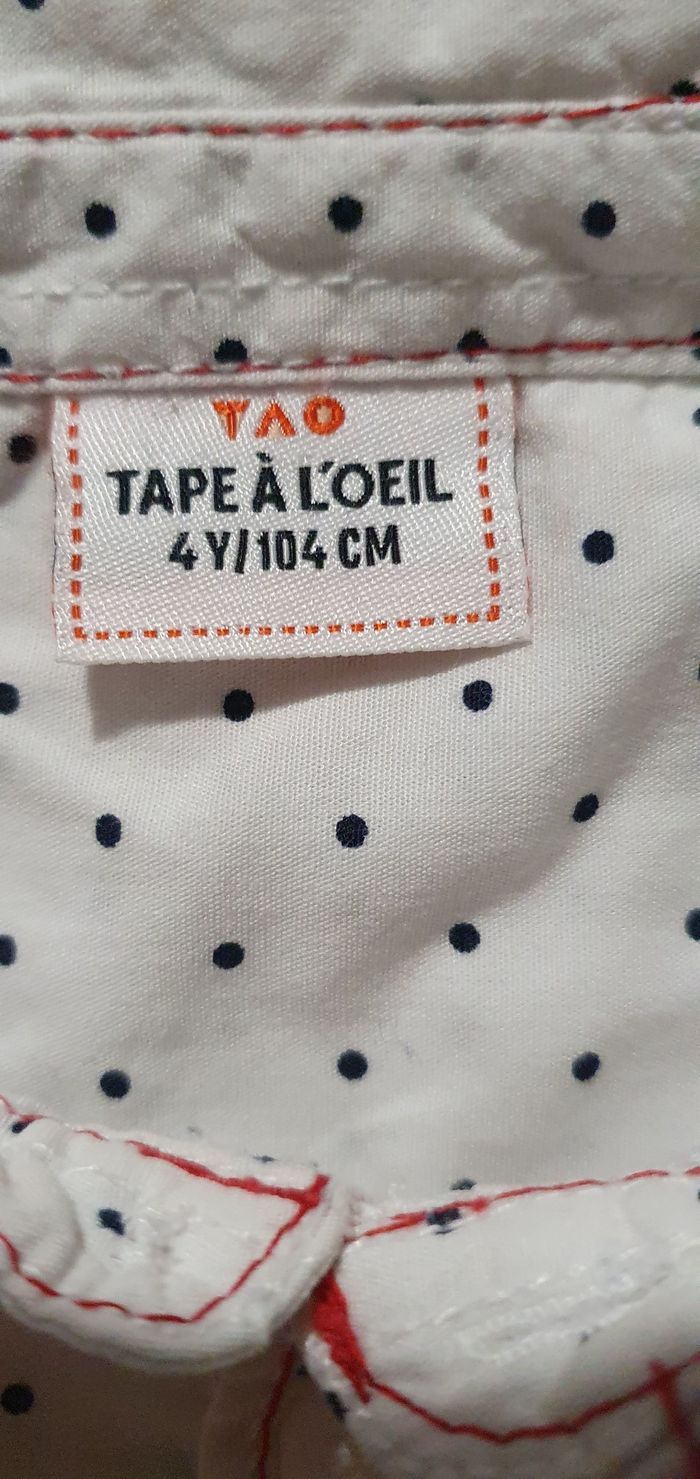 TAO
TAPE À L'OEIL
4 Y/104 CM